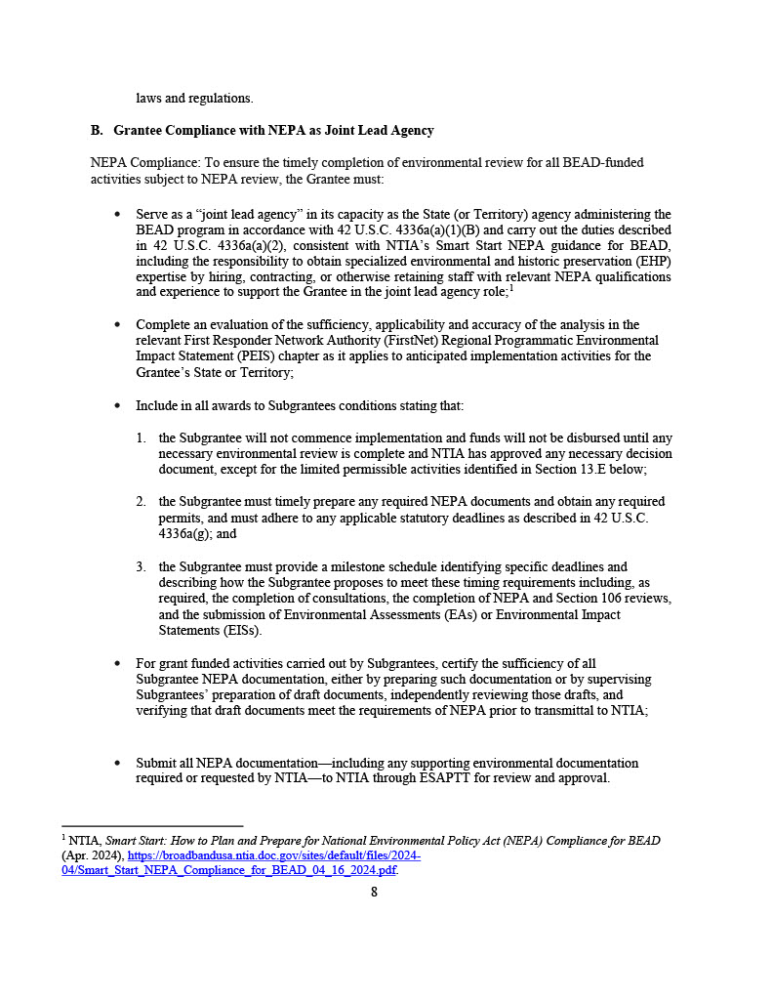 laws and regulations.
B. Grantee Compliance with NEPA as Joint Lead Agency
NEPA Compliance: To ensure the timely completion of environmental review for all BEAD-funded
activities subject to NEPA review, the Grantee must:
• Serve as a “joint lead agency” in its capacity as the State (or Territory) agency administering the
BEAD program in accordance with 42 U.S.C. 4336a(a)(1)(B) and carry out the duties described
in 42 U.S.C. 4336a(a)(2), consistent with NTIA’s Smart Start NEPA guidance for BEAD,
including the responsibility to obtain specialized environmental and historic preservation (EHP)
expertise by hiring, contracting, or otherwise retaining staff with relevant NEPA qualifications
and experience to support the Grantee in the joint lead agency role;1
• Complete an evaluation of the sufficiency, applicability and accuracy of the analysis in the
relevant First Responder Network Authority (FirstNet) Regional Programmatic Environmental
Impact Statement (PEIS) chapter as it applies to anticipated implementation activities for the
Grantee’s State or Territory;
• Include in all awards to Subgrantees conditions stating that:
1. the Subgrantee will not commence implementation and funds will not be disbursed until any
necessary environmental review is complete and NTIA has approved any necessary decision
document, except for the limited permissible activities identified in Section 13.E below;
2. the Subgrantee must timely prepare any required NEPA documents and obtain any required
permits, and must adhere to any applicable statutory deadlines as described in 42 U.S.C.
4336a(g); and
3. the Subgrantee must provide a milestone schedule identifying specific deadlines and
describing how the Subgrantee proposes to meet these timing requirements including, as
required, the completion of consultations, the completion of NEPA and Section 106 reviews,
and the submission of Environmental Assessments (EAs) or Environmental Impact
Statements (EISs).
• For grant funded activities carried out by Subgrantees, certify the sufficiency of all
Subgrantee NEPA documentation, either by preparing such documentation or by supervising
Subgrantees’ preparation of draft documents, independently reviewing those drafts, and
verifying that draft documents meet the requirements of NEPA prior to transmittal to NTIA;
• Submit all NEPA documentation—including any supporting environmental documentation
required or requested by NTIA—to NTIA through ESAPTT for review and approval.
1 NTIA, Smart Start: How to Plan and Prepare for National Environmental Policy Act (NEPA) Compliance for BEAD
(Apr. 2024), https://broadbandusa.ntia.doc.gov/sites/default/files/2024-
04/Smart_Start_NEPA_Compliance_for_BEAD_04_16_2024.pdf.
8